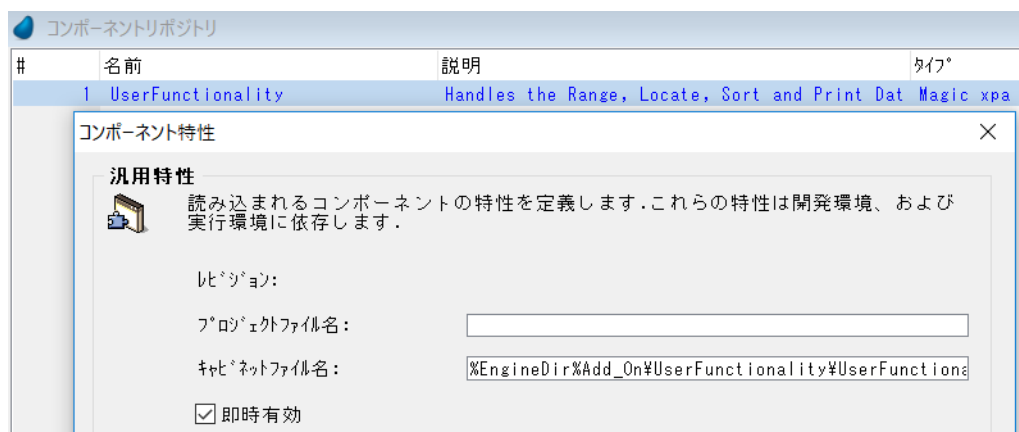 コンポーネントリポジトリ
# 名前 説明 ﾀｲﾌﾟ
1 UserFunctionality Handles the Range, Locate, Sort and Print Dat Magic xpa
コンポーネント特性
汎用特性
読み込まれるコンポーネントの特性を定義します.これらの特性は開発環境、および
実行環境に依存します.
ﾚﾋﾞｼﾞｮﾝ:
ﾌﾟﾛｼﾞｪｸﾄﾌｧｲﾙ名:
ｷｬﾋﾞﾈｯﾄﾌｧｲﾙ名: %EngineDir%Add_On¥UserFunctionality¥UserFunctiona
即時有効